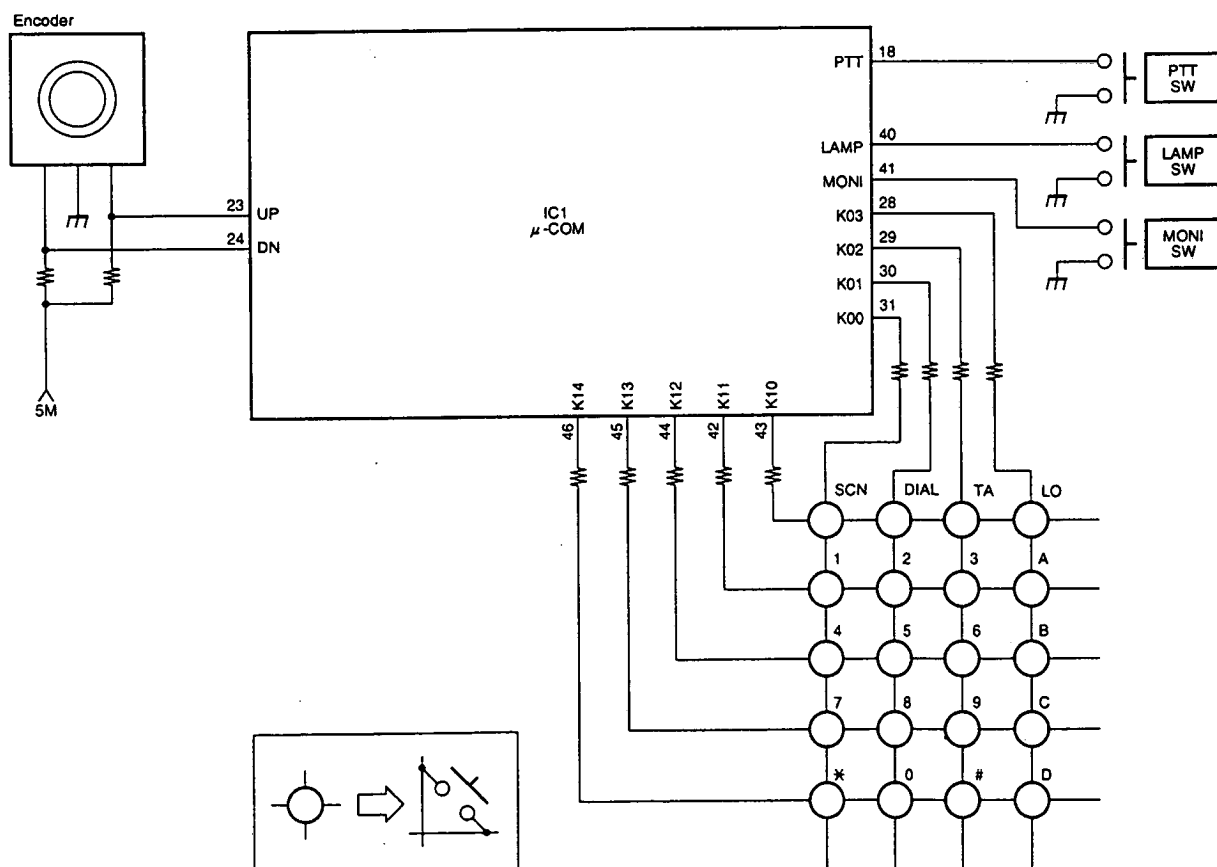 Encoder
5M
23 UP
24 DN
IC1
μ-COM
PTT 18
LAMP 40
MONI 41
K03 28
K02 29
K01 30
K00 31
PTT
SW
LAMP
SW
MONI
SW
K14 K13 K12 K11 K10
46 45 44 42 43
SCN DIAL TA LO
1 2 3 A
4 5 6 B
7 8 9 C
* 0 # D